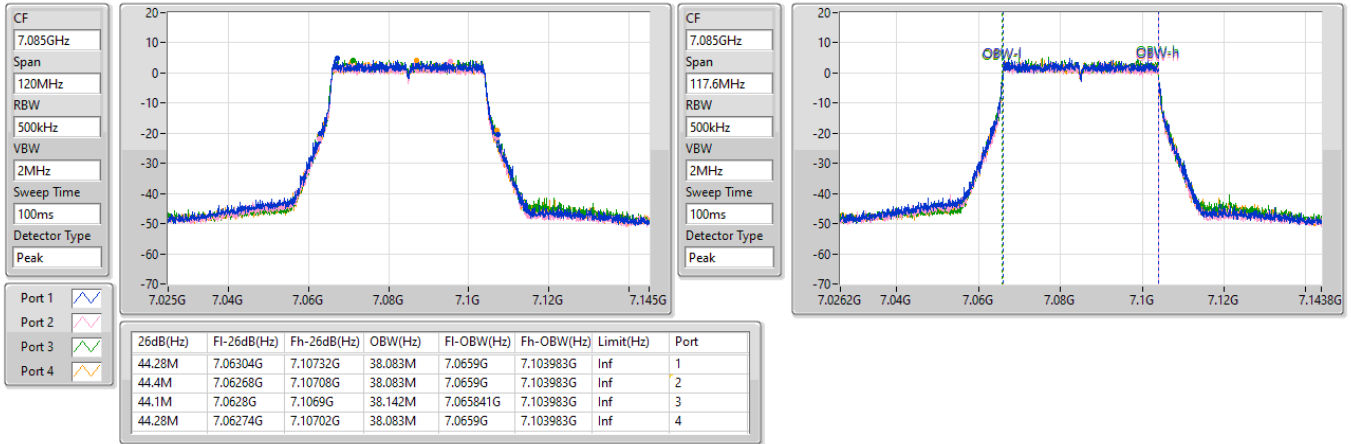 CF
7.085GHz
Span
120MHz
RBW
500kHz
VBW
2MHz
Sweep Time
100ms
Detector Type
Peak
20
10
0
-10
-20
-30
-40
-50
-60
-70
7.025G 7.04G 7.06G 7.08G 7.1G 7.12G 7.145G
CF
7.085GHz
Span
117.6MHz
RBW
500kHz
VBW
2MHz
Sweep Time
100ms
Detector Type
Peak
20
10
0
-10
-20
-30
-40
-50
-60
-70
OBW-l OBW-h
7.0262G 7.04G 7.06G 7.08G 7.1G 7.12G 7.1438G
Port 1
Port 2
Port 3
Port 4
26dB(Hz) Fl-26dB(Hz) Fh-26dB(Hz) OBW(Hz) Fl-OBW(Hz) Fh-OBW(Hz) Limit(Hz) Port
44.28M 7.06304G 7.10732G 38.083M 7.0659G 7.103983G Inf 1
44.4M 7.06268G 7.10708G 38.083M 7.0659G 7.103983G Inf 2
44.1M 7.0628G 7.1069G 38.142M 7.065841G 7.103983G Inf 3
44.28M 7.06274G 7.10702G 38.083M 7.0659G 7.103983G Inf 4